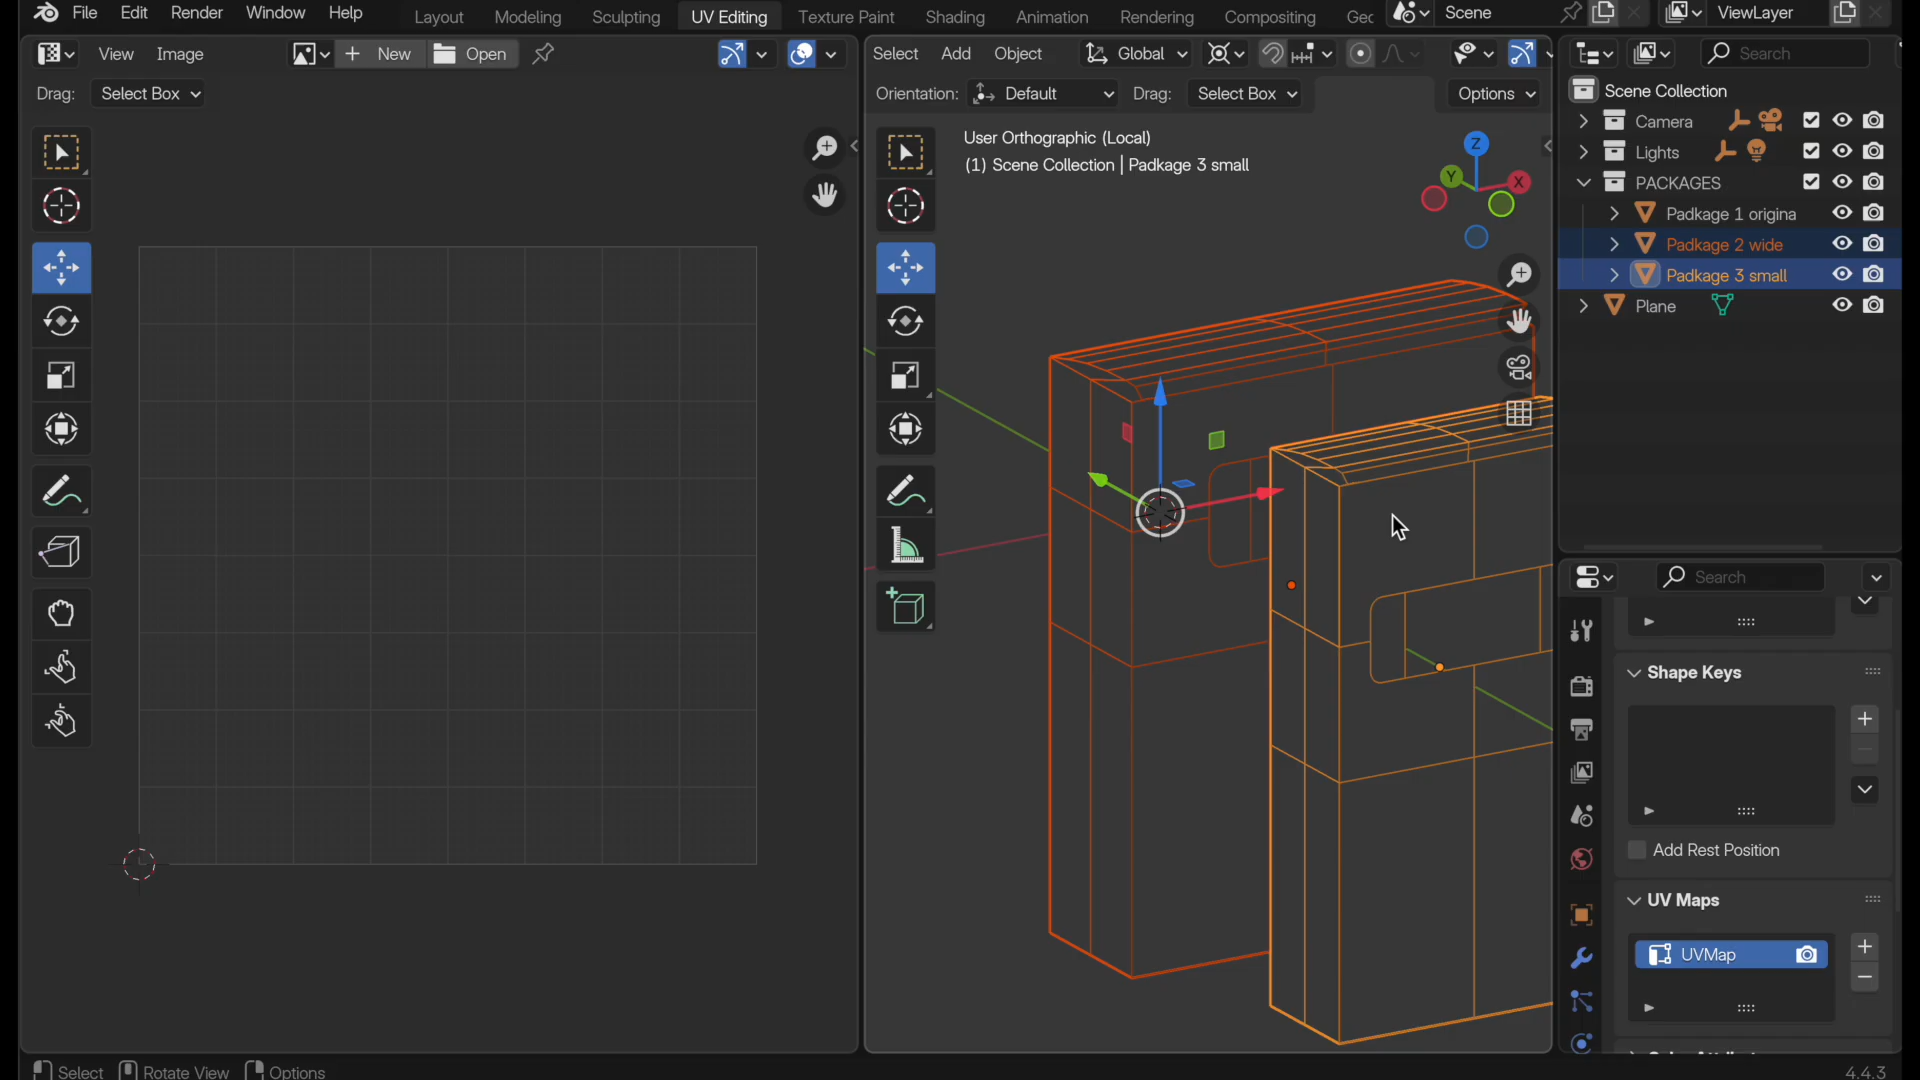 File Edit Render Window Help Layout Modeling Sculpting UV Editing Texture Paint Shading Animation Rendering Compositing Gec Scene ViewLayer
View Image New Open Select Add Object Global Search
Drag: Select Box Orientation: Default Drag: Select Box Options
Scene Collection
Camera
Lights
PACKAGES
Padkage 1 origina
Padkage 2 wide
Padkage 3 small
Plane
User Orthographic (Local)
(1) Scene Collection | Padkage 3 small
Z
Y
X
Search
Shape Keys
Add Rest Position
UV Maps
UVMap
Select Rotate View Options 4.4.3